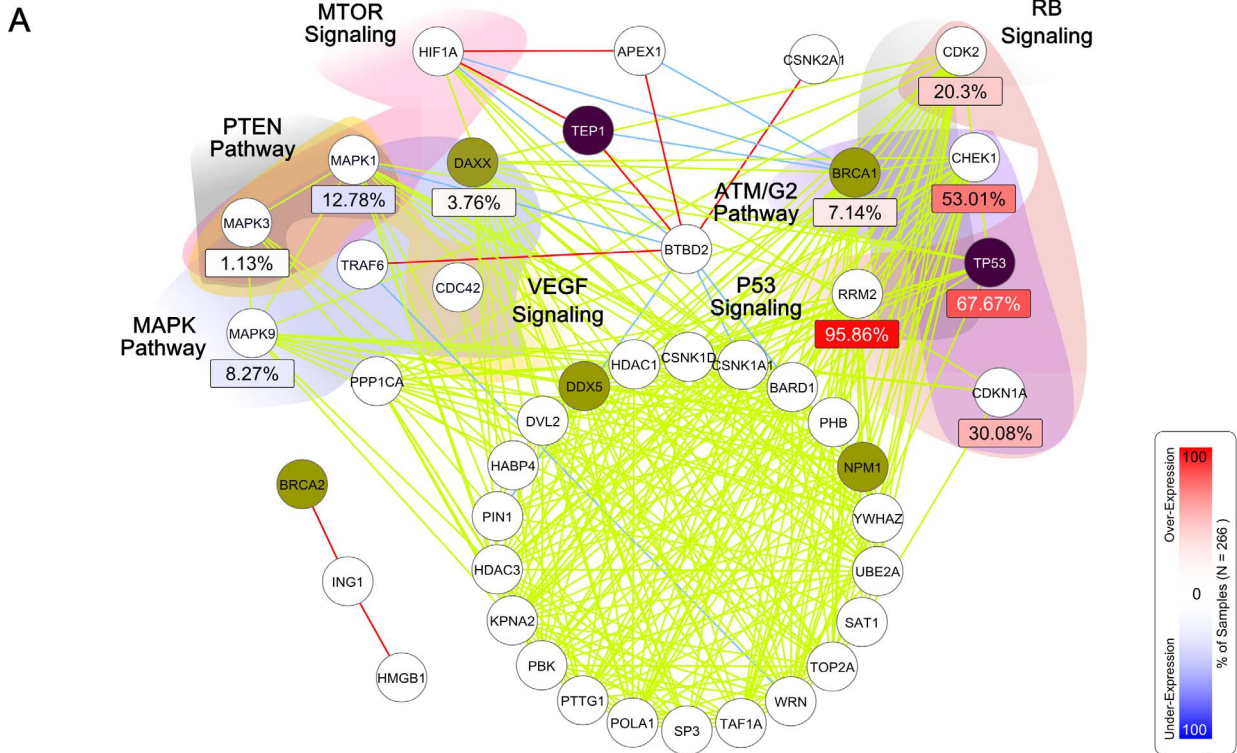 A
MTOR
Signaling
RB
Signaling
HIF1A
APEX1
CSNK2A1
CDK2
20.3%
TEP1
PTEN
Pathway
MAPK1
12.78%
DAXX
3.76%
BRCA1
7.14%
CHEK1
53.01%
ATM/G2
Pathway
MAPK3
1.13%
TRAF6
BTBD2
TP53
67.67%
CDC42
VEGF
Signaling
P53
Signaling
RRM2
95.86%
MAPK
Pathway
MAPK9
8.27%
PPP1CA
DDX5
HDAC1
CSNK1D
CSNK1A1
BARD1
CDKN1A
30.08%
DVL2
PHB
HABP4
NPM1
BRCA2
PIN1
YWHAZ
HDAC3
UBE2A
ING1
KPNA2
SAT1
PBK
TOP2A
HMGB1
PTTG1
WRN
POLA1
SP3
TAF1A
100
Over-Expression
0
% of Samples (N = 266 )
Under-Expression
100